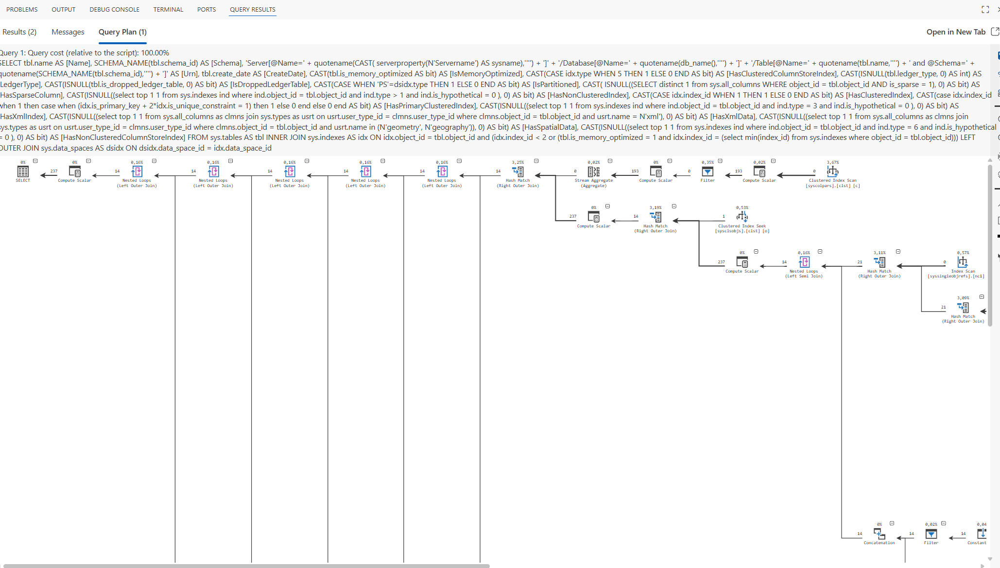 PROBLEMS OUTPUT DEBUG CONSOLE TERMINAL PORTS QUERY RESULTS
Results (2) Messages Query Plan (1) Open in New Tab
Query 1: Query cost (relative to the script): 100.00%
SELECT tbl.name AS [Name], SCHEMA_NAME(tbl.schema_id) AS [Schema], 'Server[@Name=' + quotename(CAST( serverproperty(N'Servername') AS sysname),'''') + ']' + '/Database[@Name=' + quotename(db_name(),'''') + ']' + '/Table[@Name=' + quotename(tbl.name,'''') + ' and @Schema=' +
quotename(SCHEMA_NAME(tbl.schema_id),'''') + ']' AS [Urn], tbl.create_date AS [CreateDate], CAST(tbl.is_memory_optimized AS bit) AS [IsMemoryOptimized], CAST(CASE idx.type WHEN 5 THEN 1 ELSE 0 END AS bit) AS [HasClusteredColumnStoreIndex], CAST(ISNULL(tbl.ledger_type, 0) AS int) AS
LedgerType], CAST(ISNULL(tbl.is_dropped_ledger_table, 0) AS bit) AS [IsDroppedLedgerTable], CAST(CASE WHEN 'PS'=dsidx.type THEN 1 ELSE 0 END AS bit) AS [IsPartitioned], CAST( ISNULL((SELECT distinct 1 from sys.all_columns WHERE object_id = tbl.object_id AND is_sparse = 1), 0) AS bit) AS
HasSparseColumn], CAST(ISNULL((select top 1 1 from sys.indexes ind where ind.object_id = tbl.object_id and ind.type > 1 and ind.is_hypothetical = 0 ), 0) AS bit) AS [HasNonClusteredIndex], CAST(CASE idx.index_id WHEN 1 THEN 1 ELSE 0 END AS bit) AS [HasClusteredIndex], CAST(case idx.index_id
when 1 then case when (idx.is_primary_key + 2*idx.is_unique_constraint = 1) then 1 else 0 end else 0 end AS bit) AS [HasPrimaryClusteredIndex], CAST(ISNULL((select top 1 1 from sys.indexes ind where ind.object_id = tbl.object_id and ind.type = 3 and ind.is_hypothetical = 0 ), 0) AS bit) AS
HasXmlIndex], CAST(ISNULL((select top 1 1 from sys.all_columns as clmns join sys.types as usrt on usrt.user_type_id = clmns.user_type_id where clmns.object_id = tbl.object_id and usrt.name = N'xml'), 0) AS bit) AS [HasXmlData], CAST(ISNULL((select top 1 1 from sys.all_columns as clmns join
sys.types as usrt on usrt.user_type_id = clmns.user_type_id where clmns.object_id = tbl.object_id and usrt.name in (N'geometry', N'geography')), 0) AS bit) AS [HasSpatialData], CAST(ISNULL((select top 1 1 from sys.indexes ind where ind.object_id = tbl.object_id and ind.type = 6 and ind.is_hypothetical
= 0 ), 0) AS bit) AS [HasNonClusteredColumnStoreIndex] FROM sys.tables AS tbl INNER JOIN sys.indexes AS idx ON idx.object_id = tbl.object_id and (idx.index_id < 2 or (tbl.is_memory_optimized = 1 and idx.index_id = (select min(index_id) from sys.indexes where object_id = tbl.object_id))) LEFT
OUTER JOIN sys.data_spaces AS dsidx ON dsidx.data_space_id = idx.data_space_id
0% 0% 0,16% 0,16% 0,16% 0,16% 0,16% 3,25% 0,02% 0% 0,35% 0,02% 3,67%
237 14 14 14 14 14 14 0 193 0 193 0
SELECT Compute Scalar Nested Loops Nested Loops Nested Loops Nested Loops Nested Loops Hash Match Stream Aggregate Compute Scalar Filter Compute Scalar Clustered Index Scan
(Left Outer Join) (Left Outer Join) (Left Outer Join) (Left Outer Join) (Left Outer Join) (Right Outer Join) (Aggregate) [syscolpars].[clst] [c]
0% 3,19% 0,53%
237 14 1
Compute Scalar Hash Match Clustered Index Seek
(Right Outer Join) [sysclsobjs].[clst] [o]
0% 0,16% 3,11% 0,57%
237 14 21 0
Compute Scalar Nested Loops Hash Match Index Scan
(Left Semi Join) (Right Outer Join) [syssingleobjrefs].[nc1]
3,09%
21
Hash Match
(Right Outer Join)
0% 0,02% 0,04
14 14 14
Concatenation Filter Constant